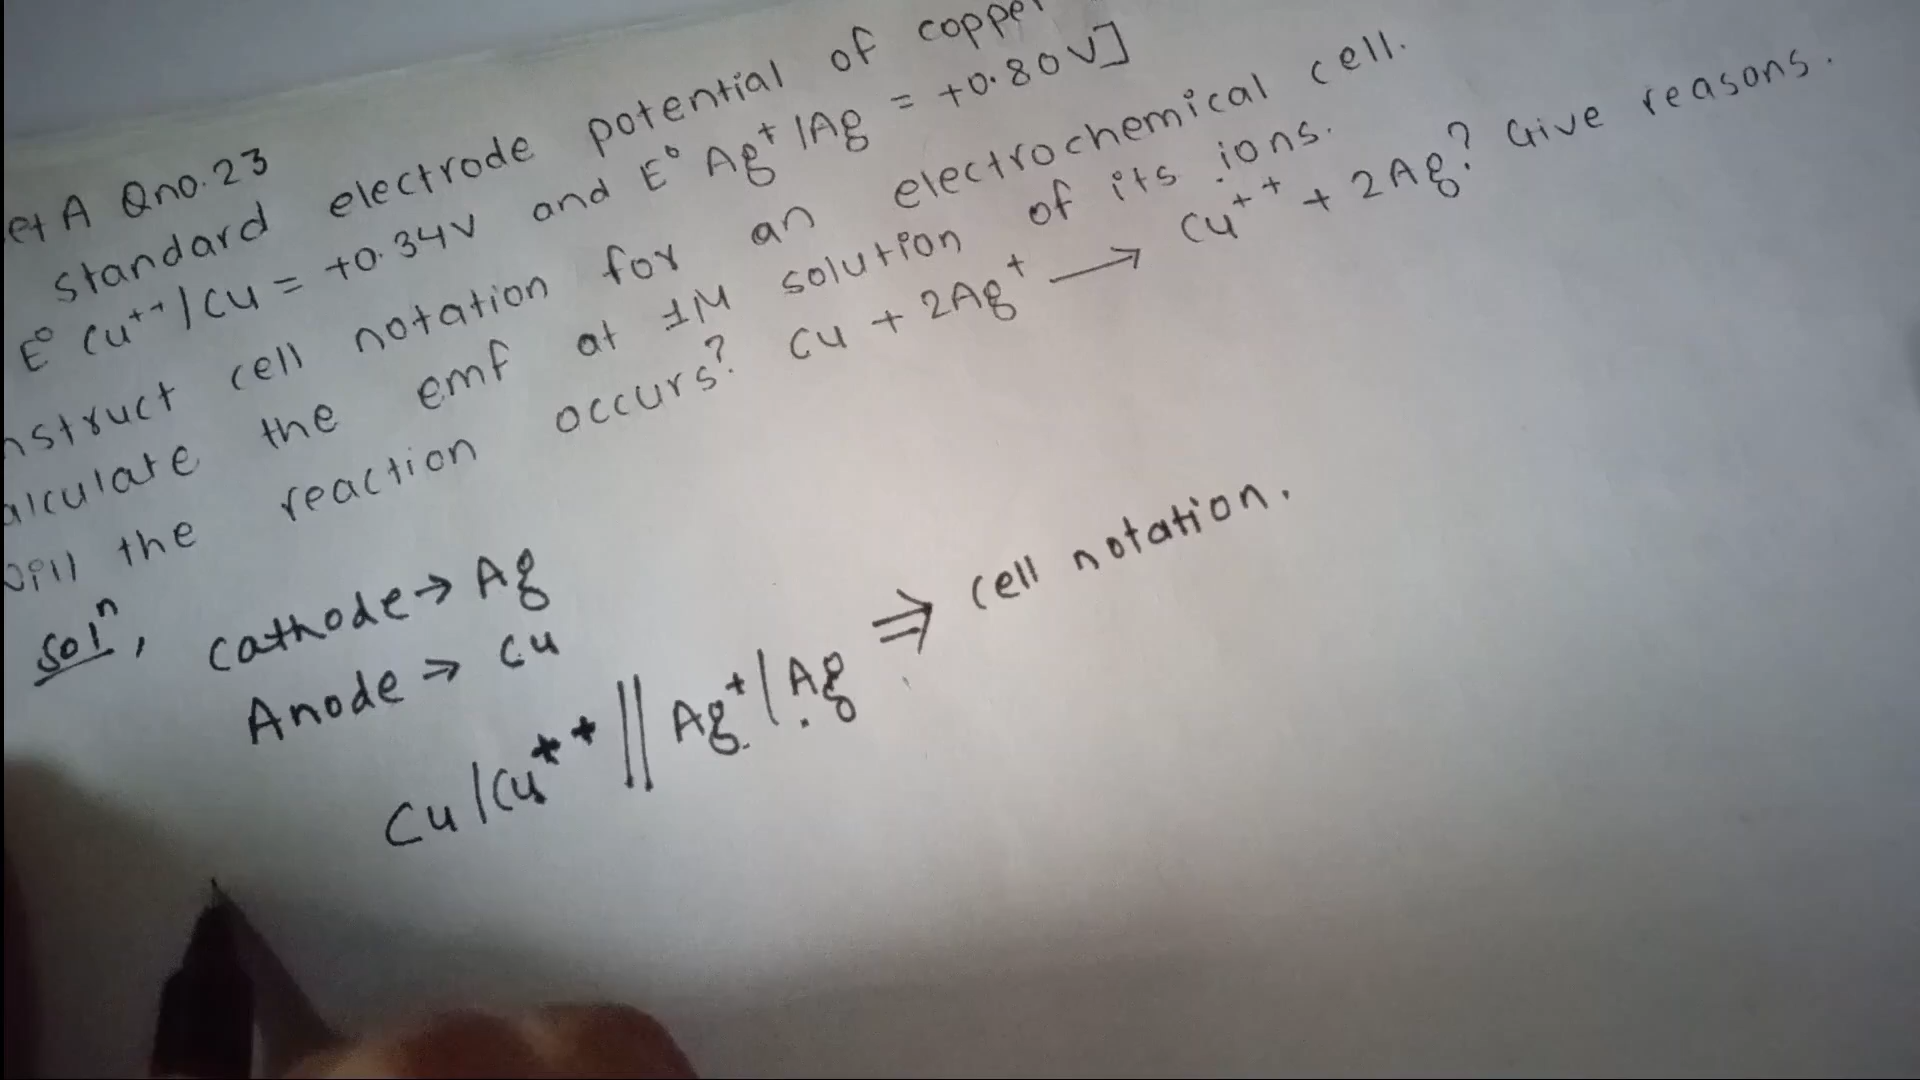 et A Qno.23
standard electrode potential of copper
E° Cu⁺⁺/Cu = +0.34V and E° Ag⁺/Ag = +0.80V]
nstruct cell notation for an electrochemical cell.
alculate the emf at 1M solution of its ions.
will the reaction occurs? Cu + 2Ag⁺ → Cu⁺⁺ + 2Ag? Give reasons.
Solⁿ, Cathode → Ag
Anode → Cu
Cu/Cu⁺⁺ || Ag⁺/Ag ⇒ cell notation.